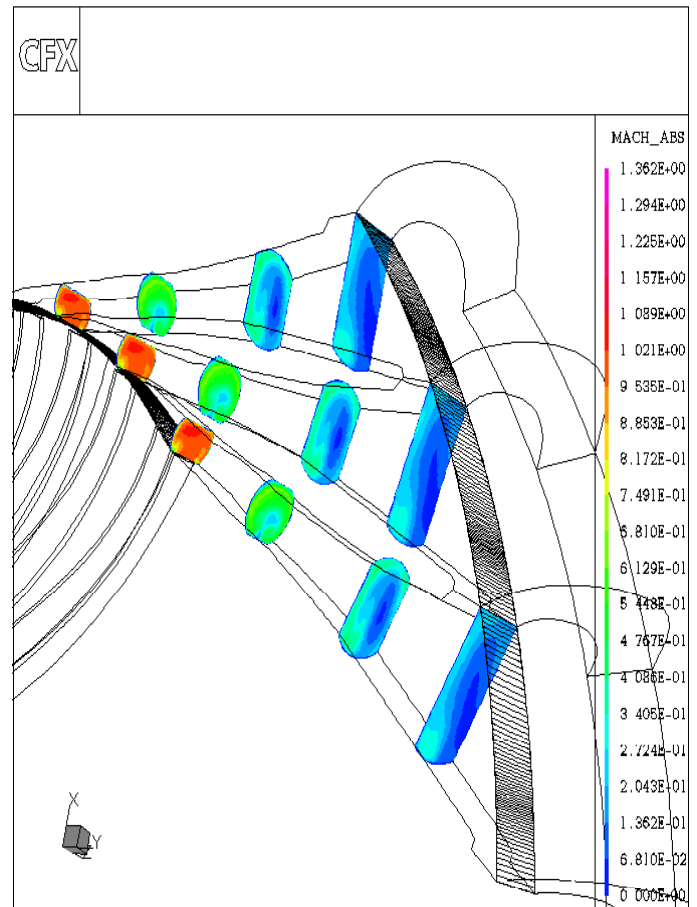 CFX
MACH_ABS
1.362E+00
1.294E+00
1.225E+00
1.157E+00
1 089E+00
1 021E+00
9 535E-01
8.853E-01
8.172E-01
7.491E-01
6.810E-01
6 129E-01
5 448E-01
4 767E-01
4 086E-01
3 405E-01
2.724E-01
2.043E-01
1.362E-01
6.810E-02
0 000E+00
X
Y
Z